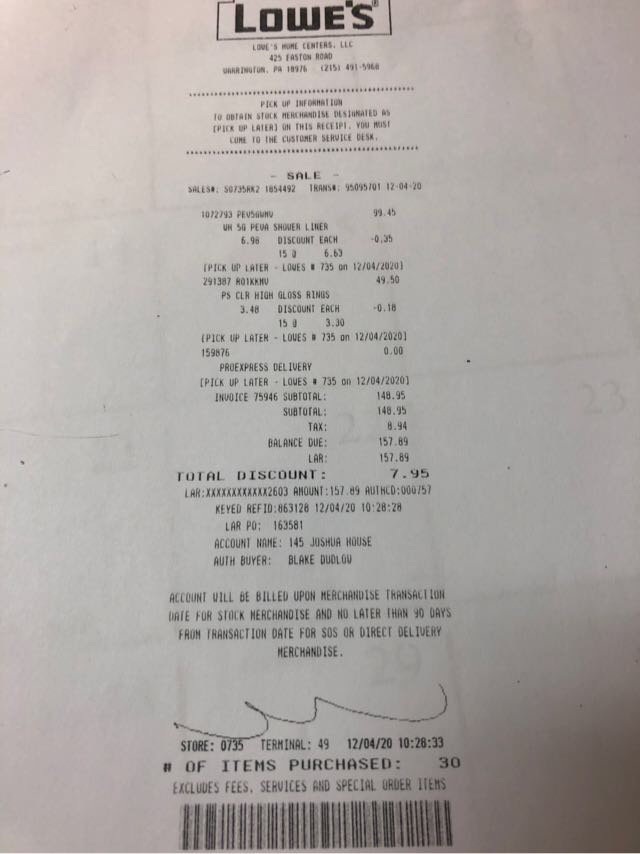 LOWE'S
LOWE'S HOME CENTERS, LLC
425 EASTON ROAD
WARRINGTON, PA 18976 (215) 491-5960
PICK UP INFORMATION
TO OBTAIN STOCK MERCHANDISE DESIGNATED AS
[PICK UP LATER] ON THIS RECEIPT, YOU MUST
COME TO THE CUSTOMER SERVICE DESK.
- SALE -
SALES#: S0735RK2 1854492 TRANS#: 95095701 12-04-20
1072793 PEVSGWMV 99.45
UH SG PEVA SHOWER LINER
6.98 DISCOUNT EACH -0.35
15 @ 6.63
[PICK UP LATER - LOWES # 735 on 12/04/2020]
291387 R01KKMV 49.50
PS CLR HIGH GLOSS RINGS
3.48 DISCOUNT EACH -0.18
15 @ 3.30
[PICK UP LATER - LOWES # 735 on 12/04/2020]
159876 0.00
PROEXPRESS DELIVERY
[PICK UP LATER - LOWES # 735 on 12/04/2020]
INVOICE 75946 SUBTOTAL: 148.95
SUBTOTAL: 148.95
TAX: 8.94
BALANCE DUE: 157.89
LAR: 157.89
TOTAL DISCOUNT: 7.95
LAR:XXXXXXXXXXXX2603 AMOUNT:157.89 AUTHCD:000757
KEYED REFID:863128 12/04/20 10:28:28
LAR PO: 163581
ACCOUNT NAME: 145 JOSHUA HOUSE
AUTH BUYER: BLAKE DUDLOW
ACCOUNT WILL BE BILLED UPON MERCHANDISE TRANSACTION
DATE FOR STOCK MERCHANDISE AND NO LATER THAN 90 DAYS
FROM TRANSACTION DATE FOR SOS OR DIRECT DELIVERY
MERCHANDISE.
STORE: 0735 TERMINAL: 49 12/04/20 10:28:33
# OF ITEMS PURCHASED: 30
EXCLUDES FEES, SERVICES AND SPECIAL ORDER ITEMS